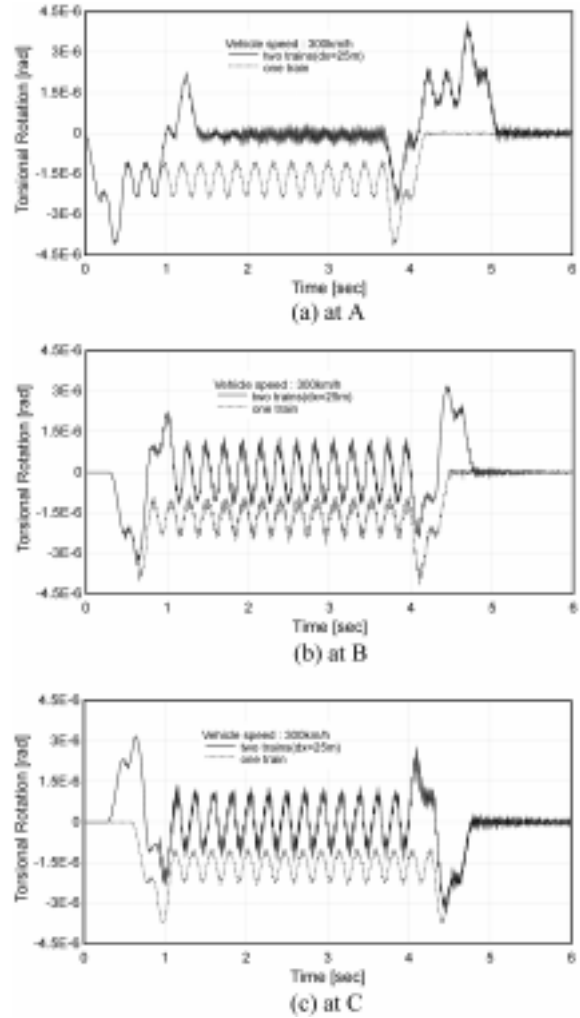 4.5E-6
3E-6
1.5E-6
0
-1.5E-6
-3E-6
-4.5E-6
Torsional Rotation [rad]
Vehicle speed : 300km/h
two trains(dx=25m)
one train
0 1 2 3 4 5 6
Time [sec]
(a) at A
4.5E-6
3E-6
1.5E-6
0
-1.5E-6
-3E-6
-4.5E-6
Torsional Rotation [rad]
Vehicle speed : 300km/h
two trains(dx=25m)
one train
0 1 2 3 4 5 6
Time [sec]
(b) at B
4.5E-6
3E-6
1.5E-6
0
-1.5E-6
-3E-6
-4.5E-6
Torsional Rotation [rad]
Vehicle speed : 300km/h
two trains(dx=25m)
one train
0 1 2 3 4 5 6
Time [sec]
(c) at C